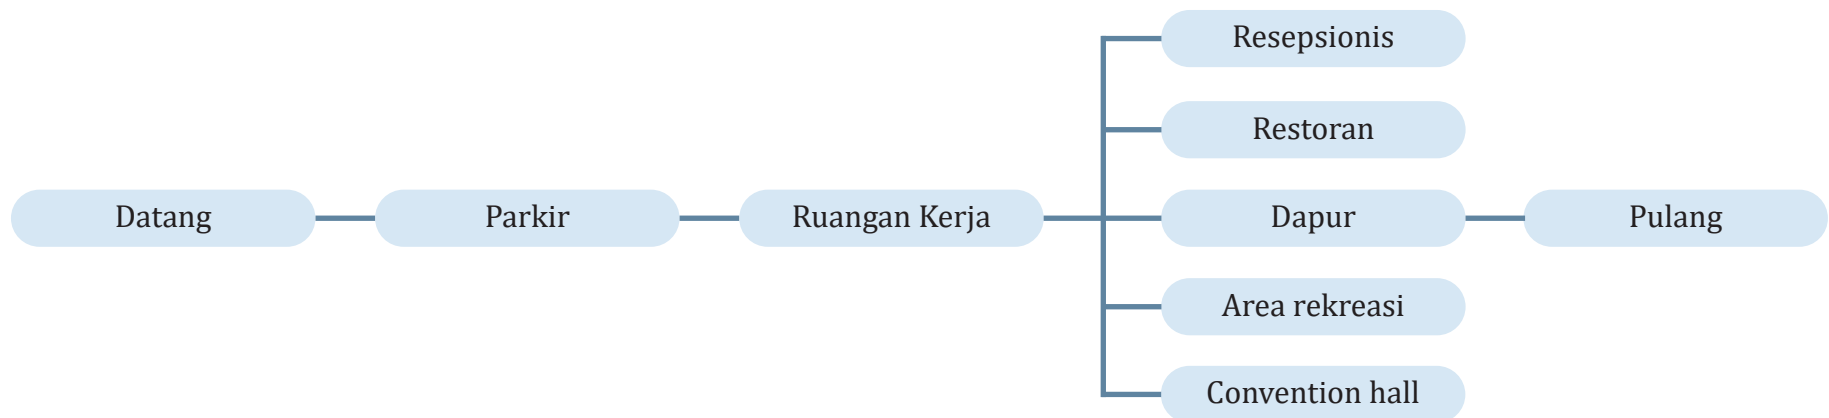 Resepsionis
Restoran
Datang
Parkir
Ruangan Kerja
Dapur
Pulang
Area rekreasi
Convention hall